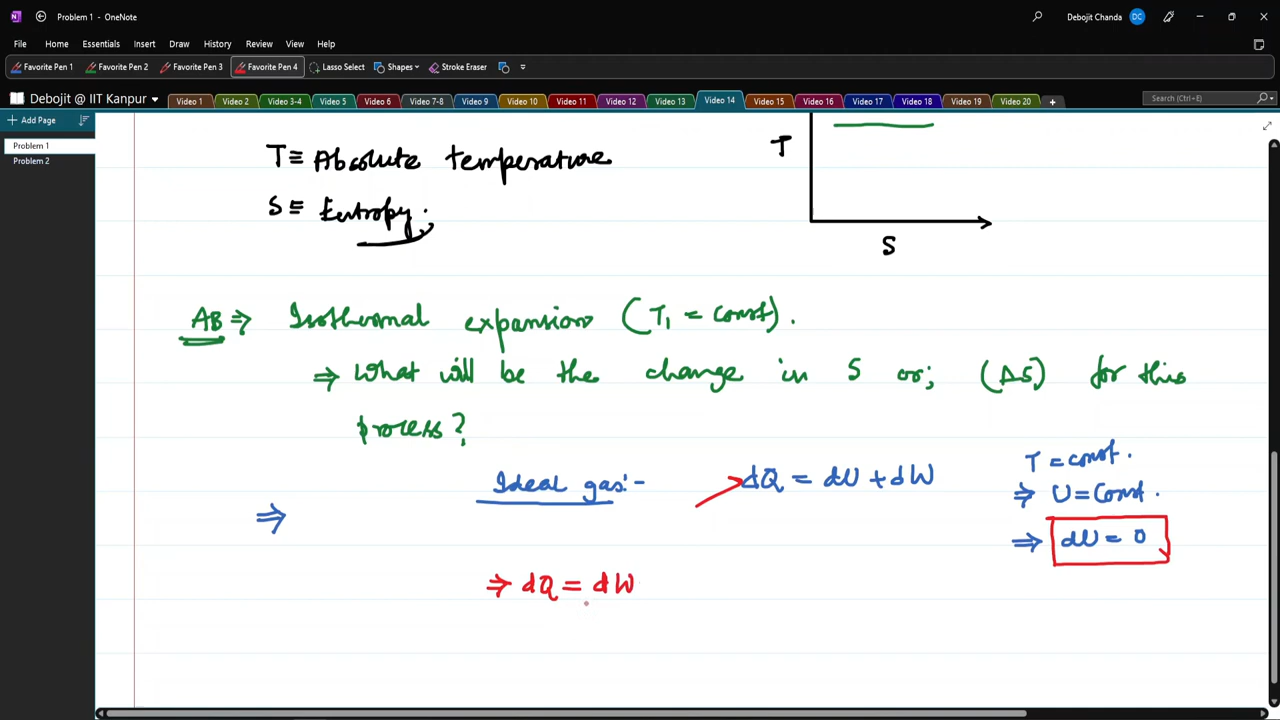 Problem 1 - OneNote
Debojit Chanda DC
File Home Essentials Insert Draw History Review View Help
Favorite Pen 1 Favorite Pen 2 Favorite Pen 3 Favorite Pen 4 Lasso Select Shapes Stroke Eraser
Debojit @ IIT Kanpur Video 1 Video 2 Video 3-4 Video 5 Video 6 Video 7-8 Video 9 Video 10 Video 11 Video 12 Video 13 Video 14 Video 15 Video 16 Video 17 Video 18 Video 19 Video 20 + Search (Ctrl+E)
+ Add Page
Problem 1
Problem 2
T ≡ Absolute temperature
S ≡ Entropy.
T
S
AB ⇒ Isothermal expansion (T₁ = const).
⇒ What will be the change in S or; (ΔS) for this
process?
⇒
Ideal gas:- dQ = dU + dW
T = const.
⇒ U = Const.
⇒ dU = 0
⇒ dQ = dW